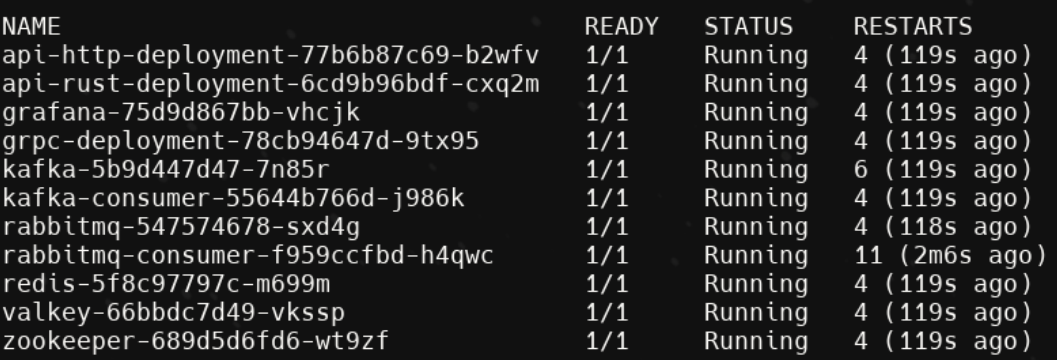 NAME READY STATUS RESTARTS
api-http-deployment-77b6b87c69-b2wfv 1/1 Running 4 (119s ago)
api-rust-deployment-6cd9b96bdf-cxq2m 1/1 Running 4 (119s ago)
grafana-75d9d867bb-vhcjk 1/1 Running 4 (119s ago)
grpc-deployment-78cb94647d-9tx95 1/1 Running 4 (119s ago)
kafka-5b9d447d47-7n85r 1/1 Running 6 (119s ago)
kafka-consumer-55644b766d-j986k 1/1 Running 4 (119s ago)
rabbitmq-547574678-sxd4g 1/1 Running 4 (118s ago)
rabbitmq-consumer-f959ccfbd-h4qwc 1/1 Running 11 (2m6s ago)
redis-5f8c97797c-m699m 1/1 Running 4 (119s ago)
valkey-66bbdc7d49-vkssp 1/1 Running 4 (119s ago)
zookeeper-689d5d6fd6-wt9zf 1/1 Running 4 (119s ago)